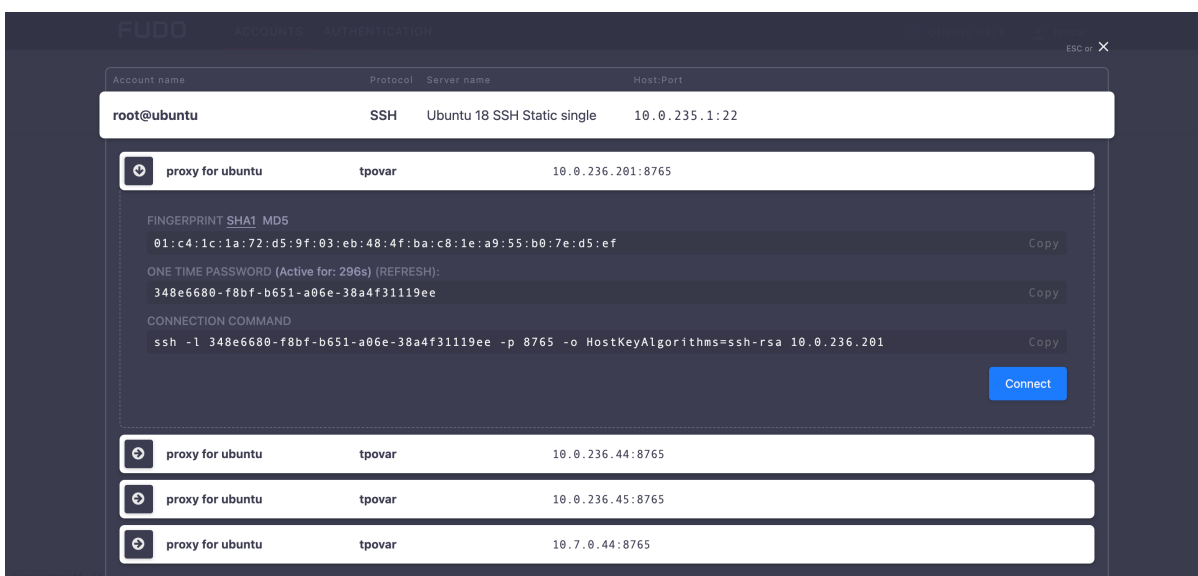 FUDO ACCOUNTS AUTHENTICATION
ESC or ✕
Account name Protocol Server name Host:Port
root@ubuntu SSH Ubuntu 18 SSH Static single 10.0.235.1:22
proxy for ubuntu tpovar 10.0.236.201:8765
FINGERPRINT SHA1 MD5
01:c4:1c:1a:72:d5:9f:03:eb:48:4f:ba:c8:1e:a9:55:b0:7e:d5:ef Copy
ONE TIME PASSWORD (Active for: 296s) (REFRESH):
348e6680-f8bf-b651-a06e-38a4f31119ee Copy
CONNECTION COMMAND
ssh -l 348e6680-f8bf-b651-a06e-38a4f31119ee -p 8765 -o HostKeyAlgorithms=ssh-rsa 10.0.236.201 Copy
Connect
proxy for ubuntu tpovar 10.0.236.44:8765
proxy for ubuntu tpovar 10.0.236.45:8765
proxy for ubuntu tpovar 10.7.0.44:8765